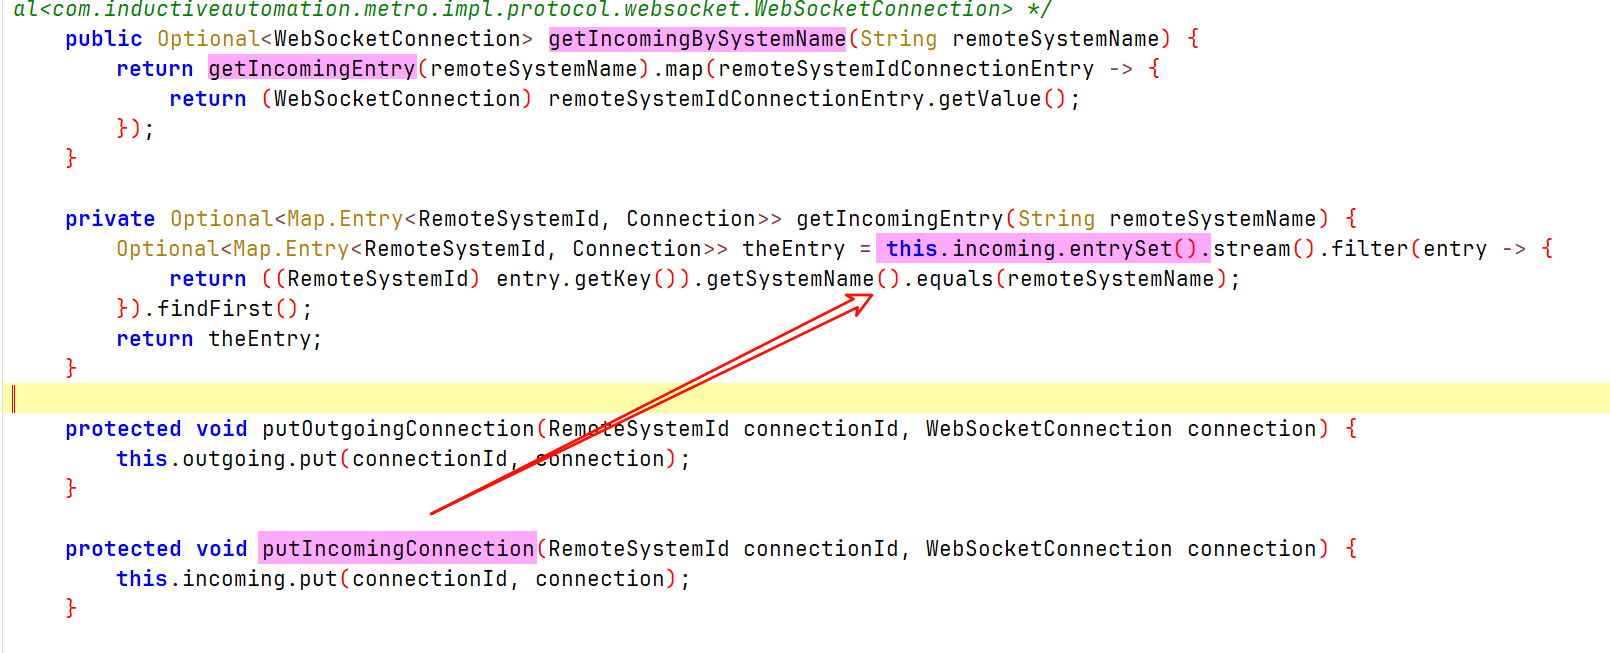 al<com.inductiveautomation.metro.impl.protocol.websocket.WebSocketConnection> */
    public Optional<WebSocketConnection> getIncomingBySystemName(String remoteSystemName) {
        return getIncomingEntry(remoteSystemName).map(remoteSystemIdConnectionEntry -> {
            return (WebSocketConnection) remoteSystemIdConnectionEntry.getValue();
        });
    }

    private Optional<Map.Entry<RemoteSystemId, Connection>> getIncomingEntry(String remoteSystemName) {
        Optional<Map.Entry<RemoteSystemId, Connection>> theEntry = this.incoming.entrySet().stream().filter(entry -> {
            return ((RemoteSystemId) entry.getKey()).getSystemName().equals(remoteSystemName);
        }).findFirst();
        return theEntry;
    }

    protected void putOutgoingConnection(RemoteSystemId connectionId, WebSocketConnection connection) {
        this.outgoing.put(connectionId, connection);
    }

    protected void putIncomingConnection(RemoteSystemId connectionId, WebSocketConnection connection) {
        this.incoming.put(connectionId, connection);
    }